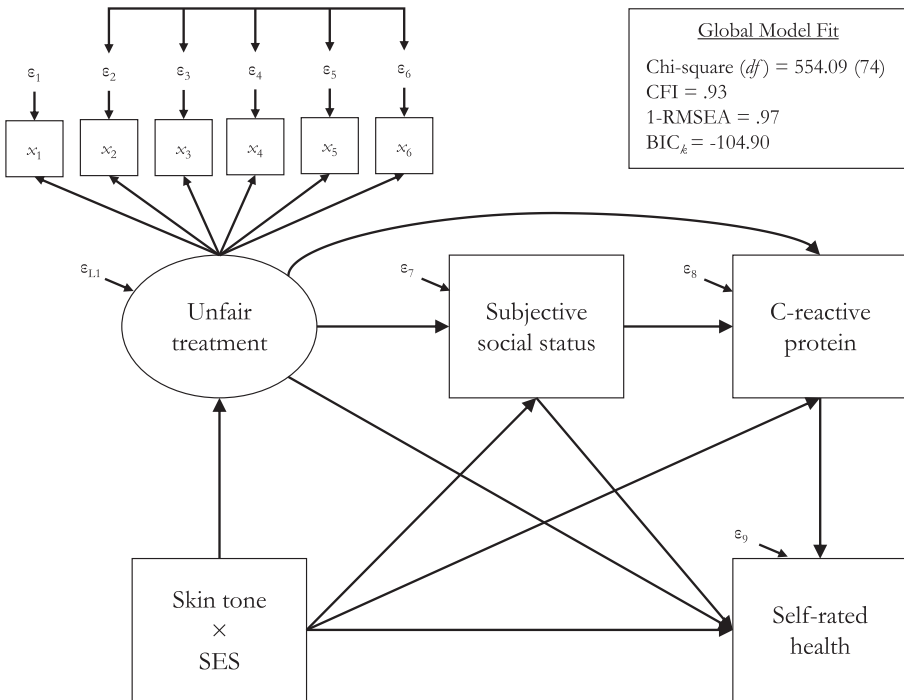 Global Model Fit
Chi-square (df) = 554.09 (74)
CFI = .93
1-RMSEA = .97
BICₖ = -104.90
ε₁ ε₂ ε₃ ε₄ ε₅ ε₆
x₁ x₂ x₃ x₄ x₅ x₆
ε_L1
Unfair
treatment
ε₇
Subjective
social status
ε₈
C-reactive
protein
Skin tone
×
SES
ε₉
Self-rated
health